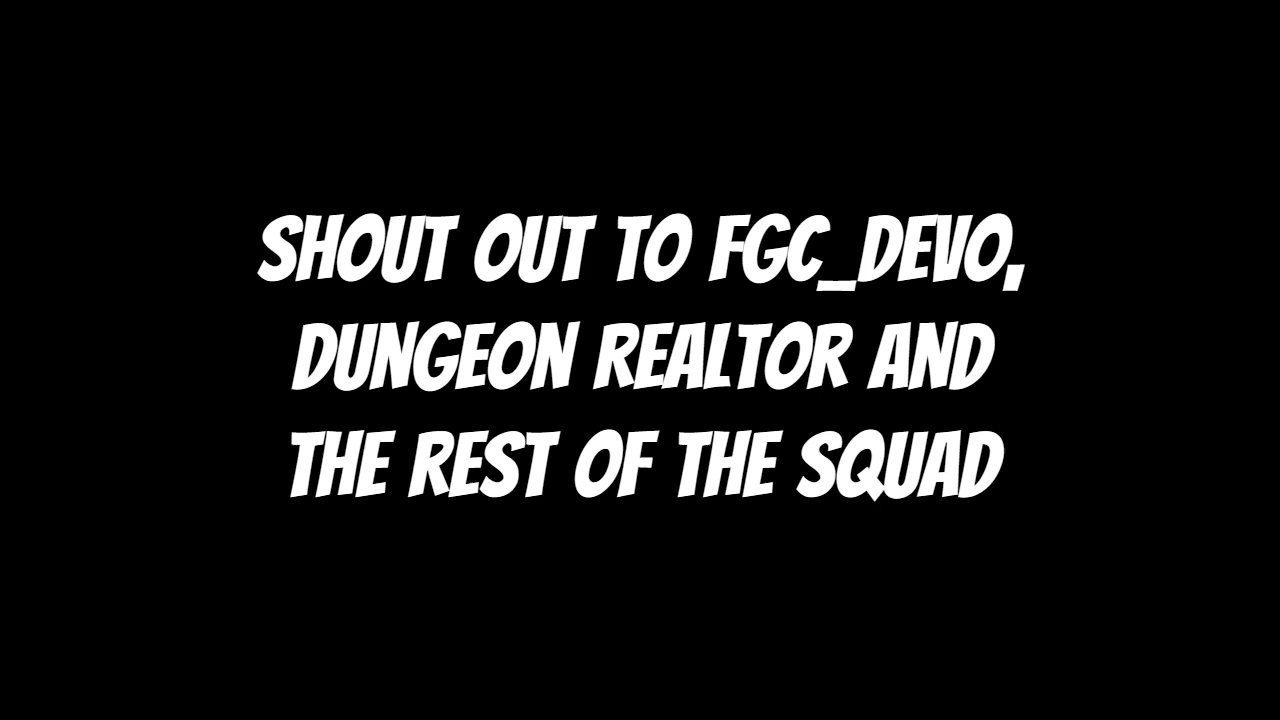 SHOUT OUT TO FGC_DEVO,
DUNGEON REALTOR AND
THE REST OF THE SQUAD